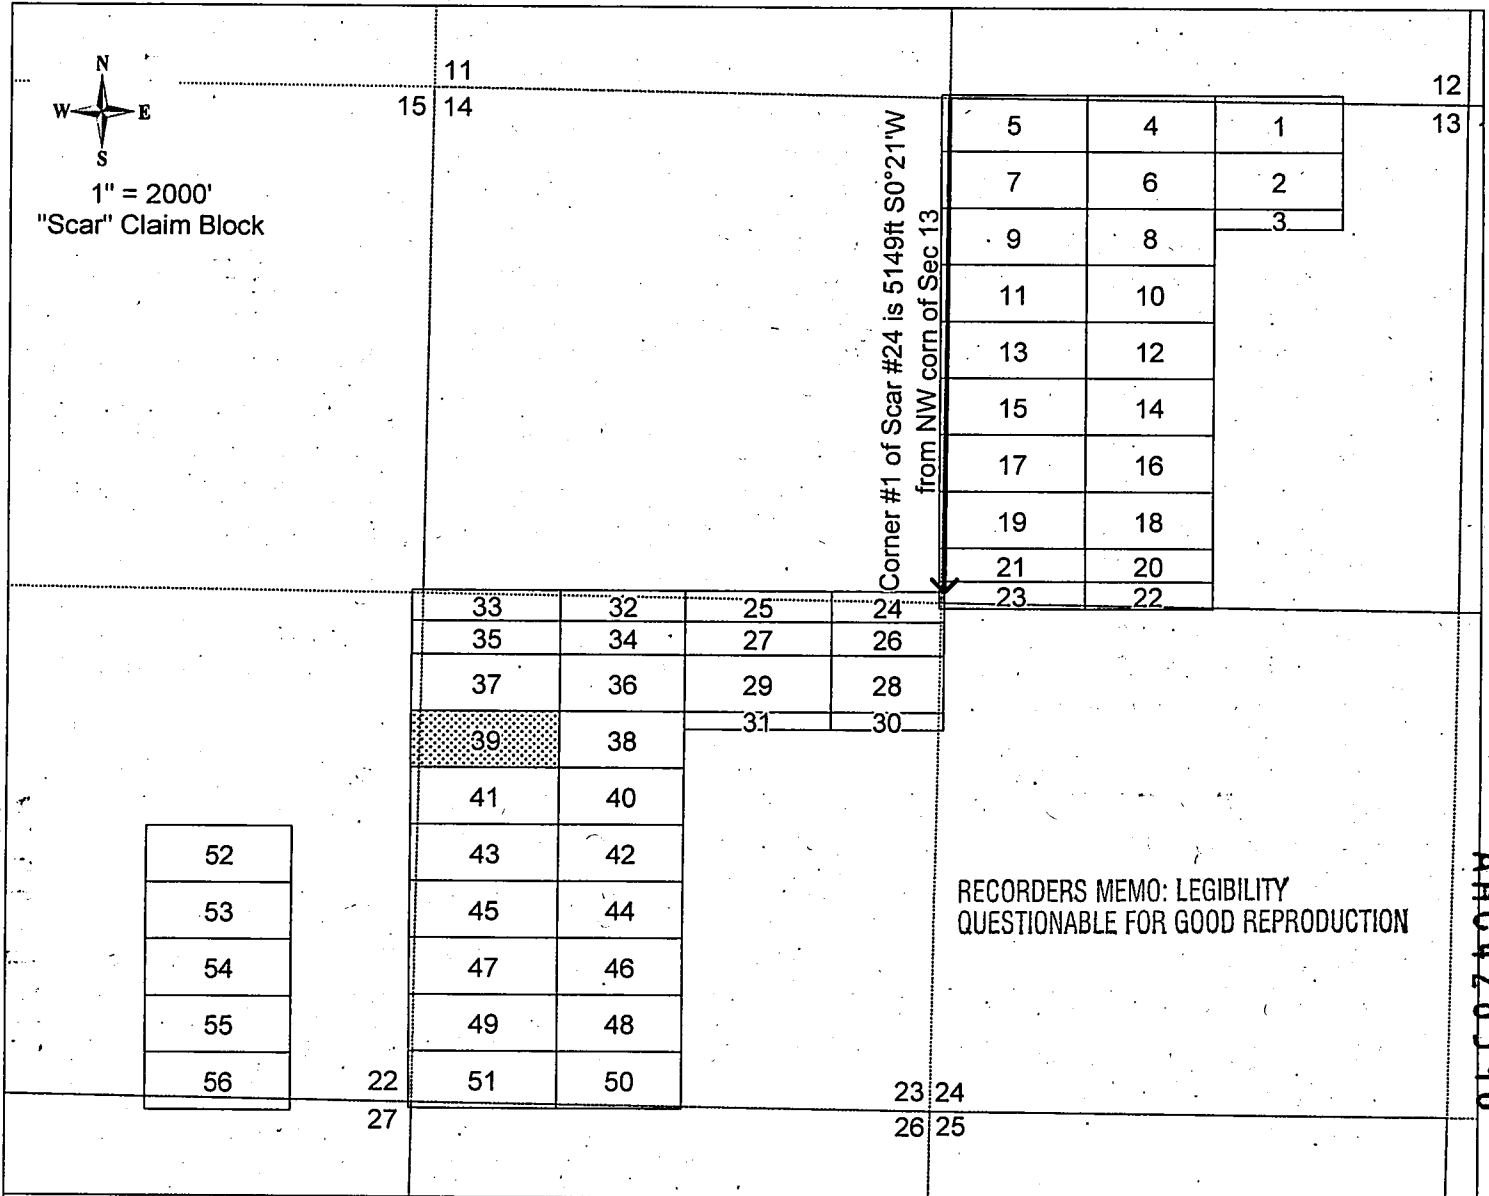 N
W E
S
1" = 2000'
"Scar" Claim Block
11
15 14
12
13
Corner #1 of Scar #24 is 5149ft S0°21'W
from NW corn of Sec 13
5 4 1
7 6 2
3
9 8
11 10
13 12
15 14
17 16
19 18
21 20
23 22
33 32 25 24
35 34 27 26
37 36 29 28
31 30
39 38
41 40
52 43 42
53 45 44
54 47 46
55 49 48
56 51 50
22
27
23 24
26 25
RECORDERS MEMO: LEGIBILITY
QUESTIONABLE FOR GOOD REPRODUCTION